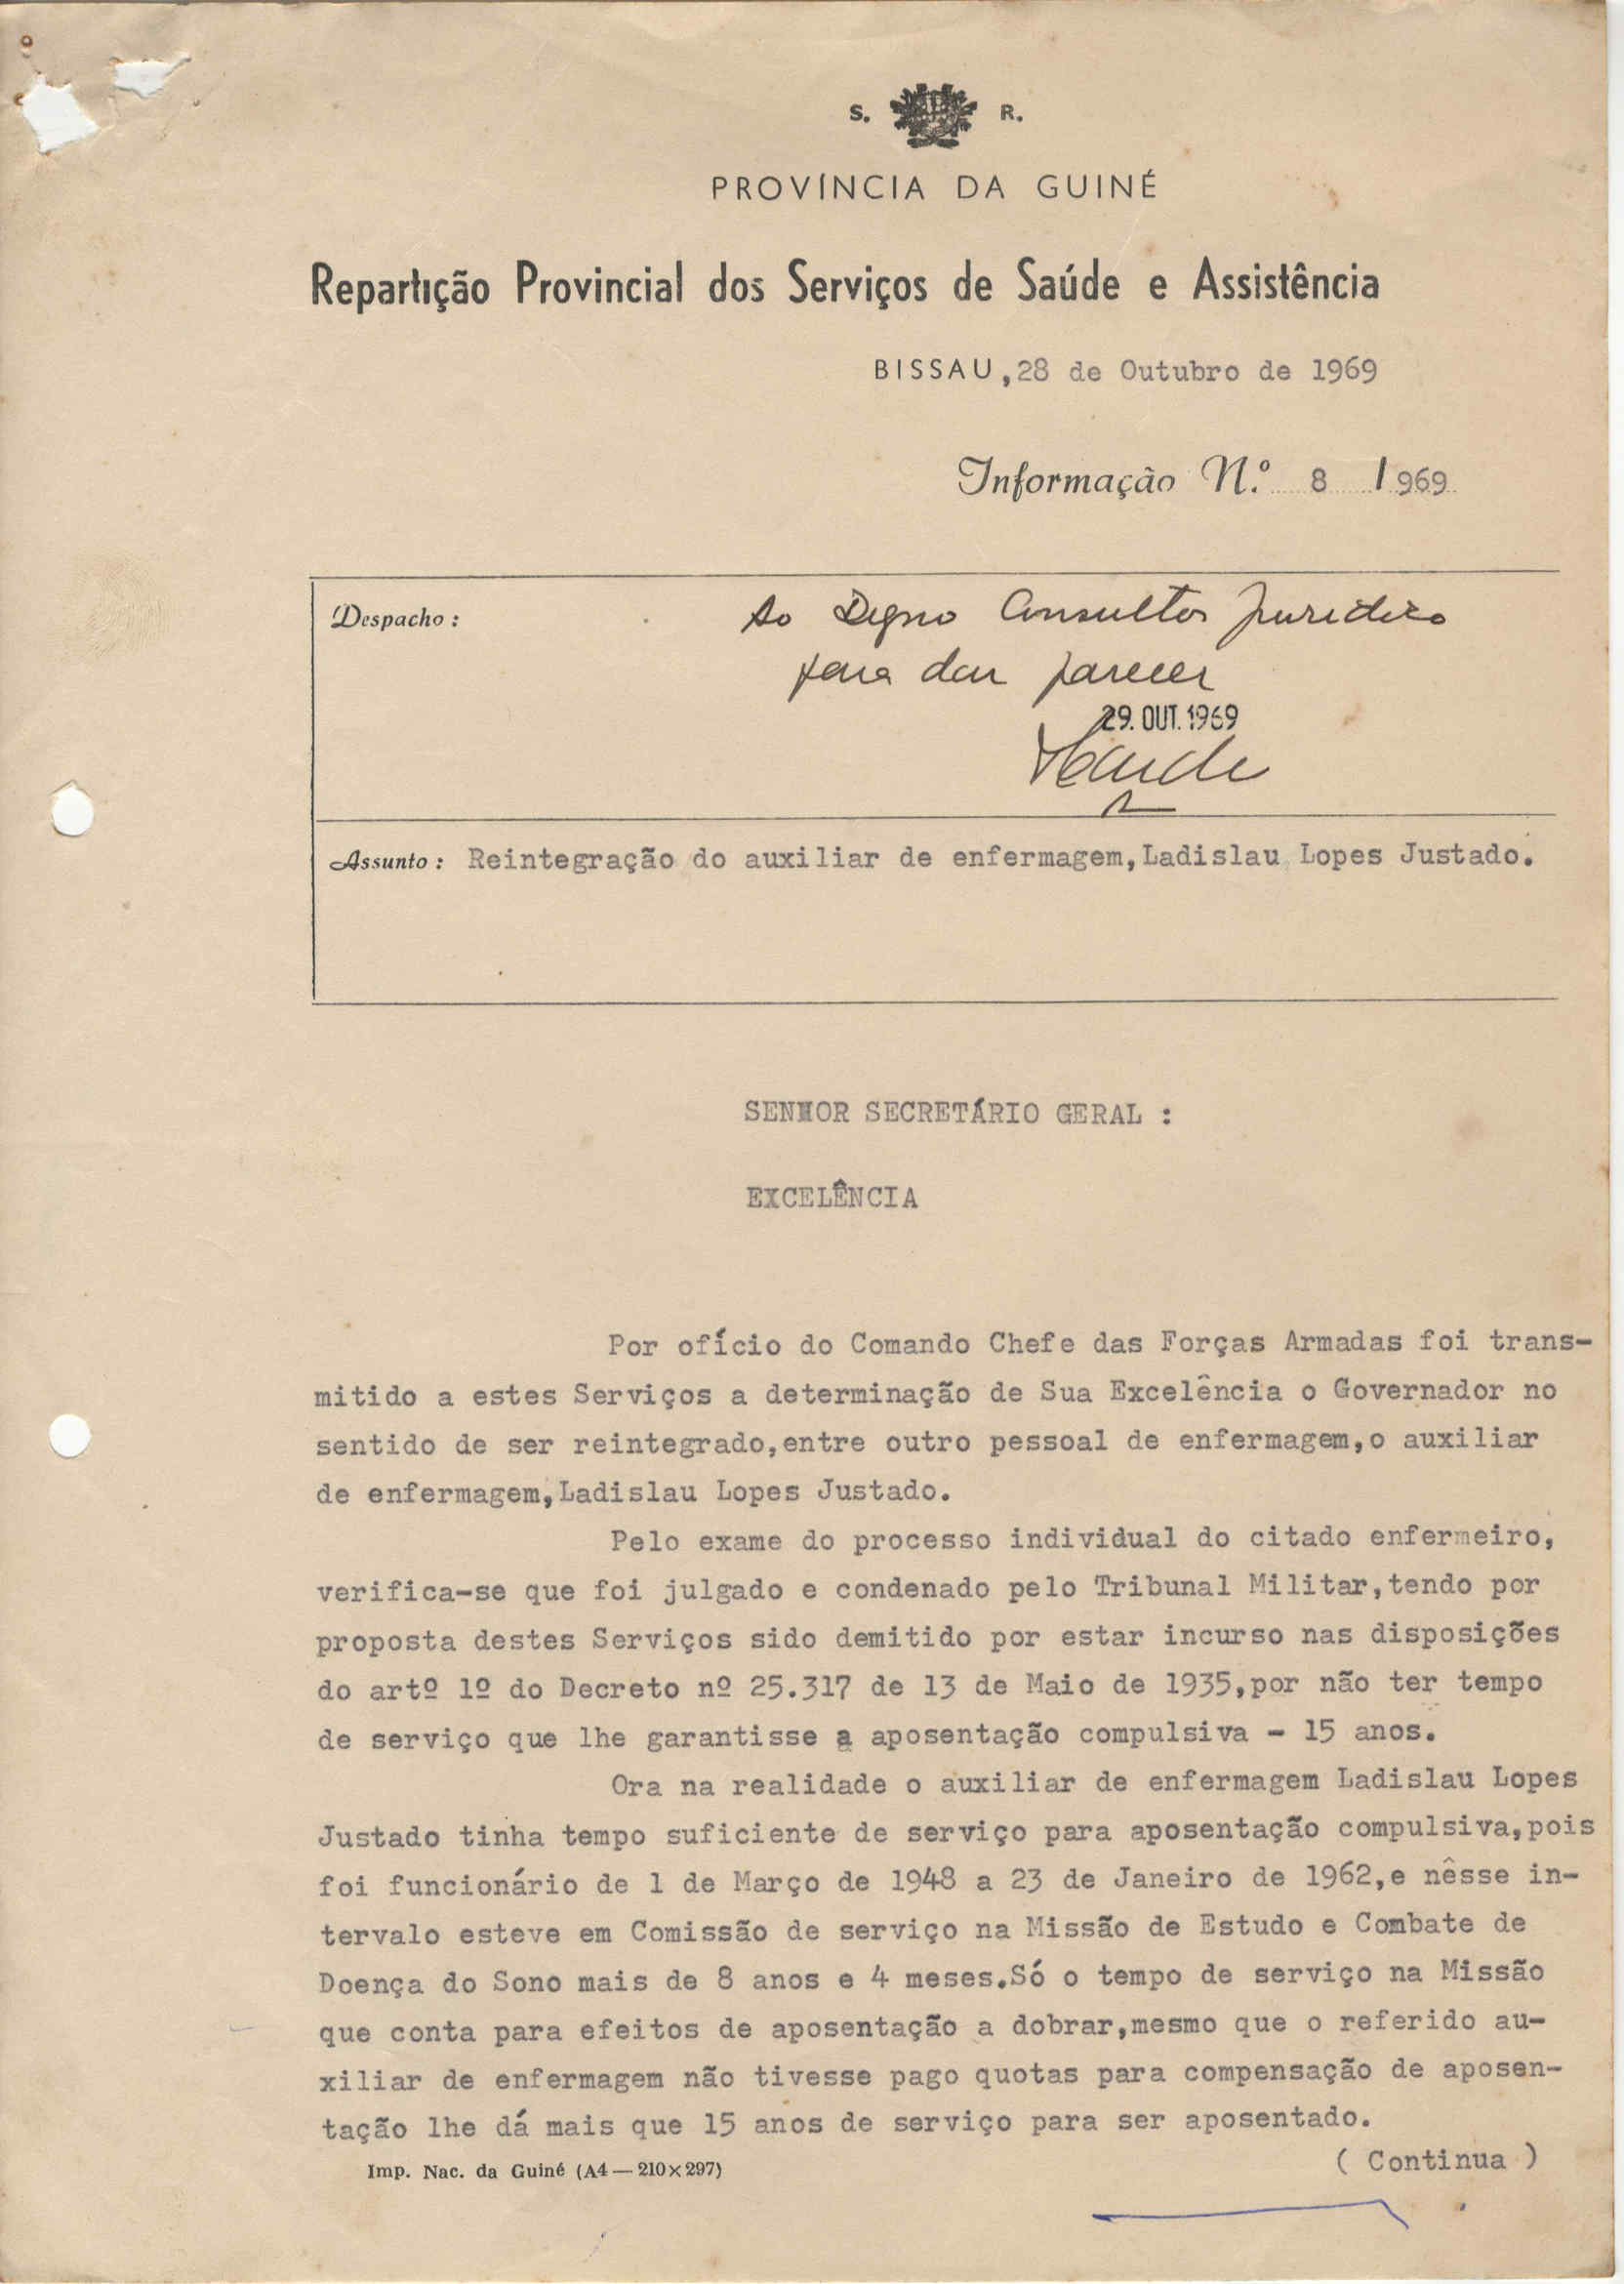 S. R.
PROVÍNCIA DA GUINÉ
Repartição Provincial dos Serviços de Saúde e Assistência
BISSAU, 28 de Outubro de 1969
Informação N.º 8 /1969
Despacho :
Ao Digno Consultor Juridico
para dar parecer
29. OUT. 1969
Assunto : Reintegração do auxiliar de enfermagem, Ladislau Lopes Justado.
SENHOR SECRETÁRIO GERAL :
EXCELÊNCIA
Por ofício do Comando Chefe das Forças Armadas foi trans-
mitido a estes Serviços a determinação de Sua Excelência o Governador no
sentido de ser reintegrado,entre outro pessoal de enfermagem,o auxiliar
de enfermagem,Ladislau Lopes Justado.
Pelo exame do processo individual do citado enfermeiro,
verifica-se que foi julgado e condenado pelo Tribunal Militar,tendo por
proposta destes Serviços sido demitido por estar incurso nas disposições
do artº 1º do Decreto nº 25.317 de 13 de Maio de 1935,por não ter tempo
de serviço que lhe garantisse a aposentação compulsiva - 15 anos.
Ora na realidade o auxiliar de enfermagem Ladislau Lopes
Justado tinha tempo suficiente de serviço para aposentação compulsiva,pois
foi funcionário de 1 de Março de 1948 a 23 de Janeiro de 1962,e nêsse in-
tervalo esteve em Comissão de serviço na Missão de Estudo e Combate de
Doença do Sono mais de 8 anos e 4 meses.Só o tempo de serviço na Missão
que conta para efeitos de aposentação a dobrar,mesmo que o referido au-
xiliar de enfermagem não tivesse pago quotas para compensação de aposen-
tação lhe dá mais que 15 anos de serviço para ser aposentado.
( Continua )
Imp. Nac. da Guiné (A4 — 210×297)